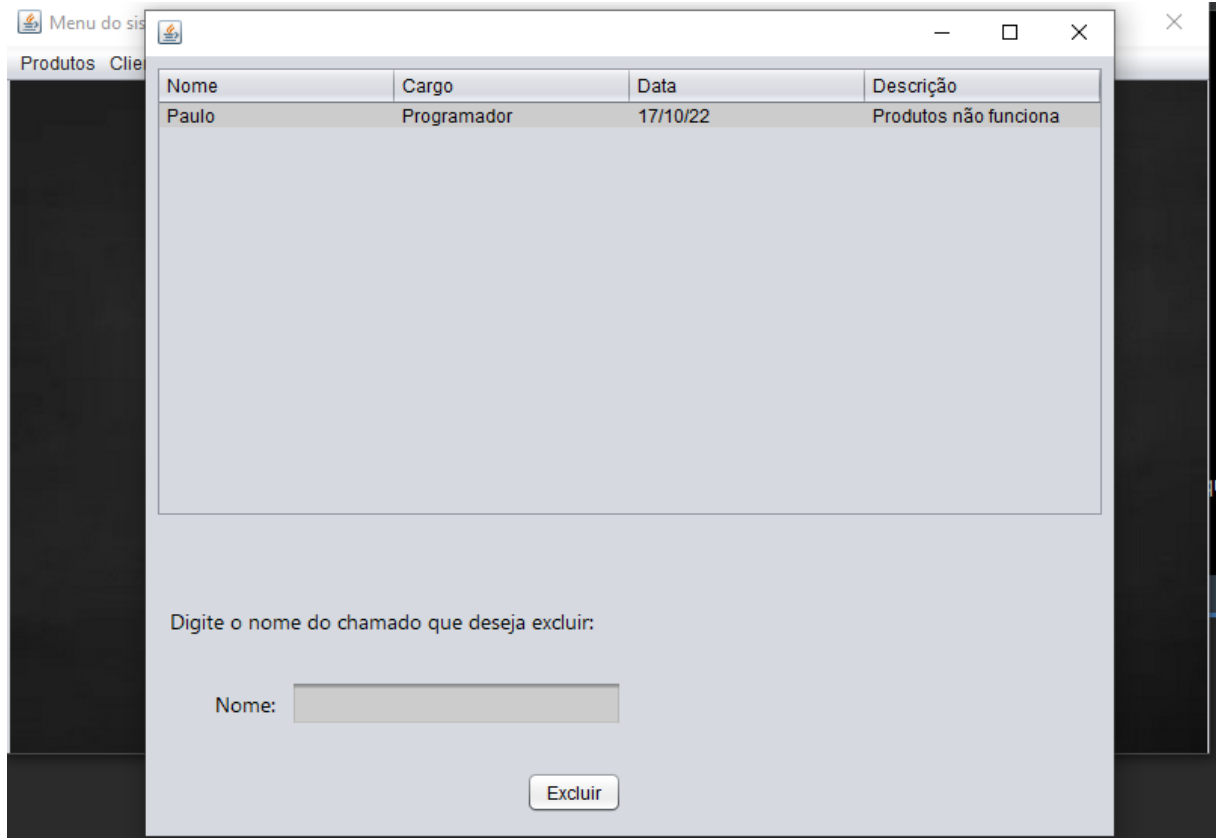 Menu do sis
Produtos Clie
Nome Cargo Data Descrição
Paulo Programador 17/10/22 Produtos não funciona
Digite o nome do chamado que deseja excluir:
Nome:
Excluir